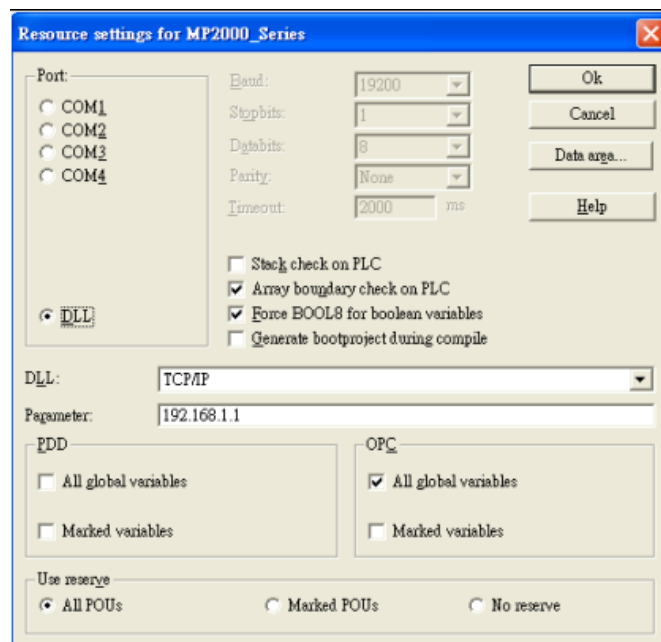 Resource settings for MP2000_Series
Port:
COM1
COM2
COM3
COM4
DLL
Baud: 19200
Stopbits: 1
Databits: 8
Parity: None
Timeout: 2000 ms
Ok
Cancel
Data area...
Help
Stack check on PLC
Array boundary check on PLC
Force BOOL8 for boolean variables
Generate bootproject during compile
DLL: TCP/IP
Parameter: 192.168.1.1
PDD
All global variables
Marked variables
OPC
All global variables
Marked variables
Use reserve
All POUs Marked POUs No reserve